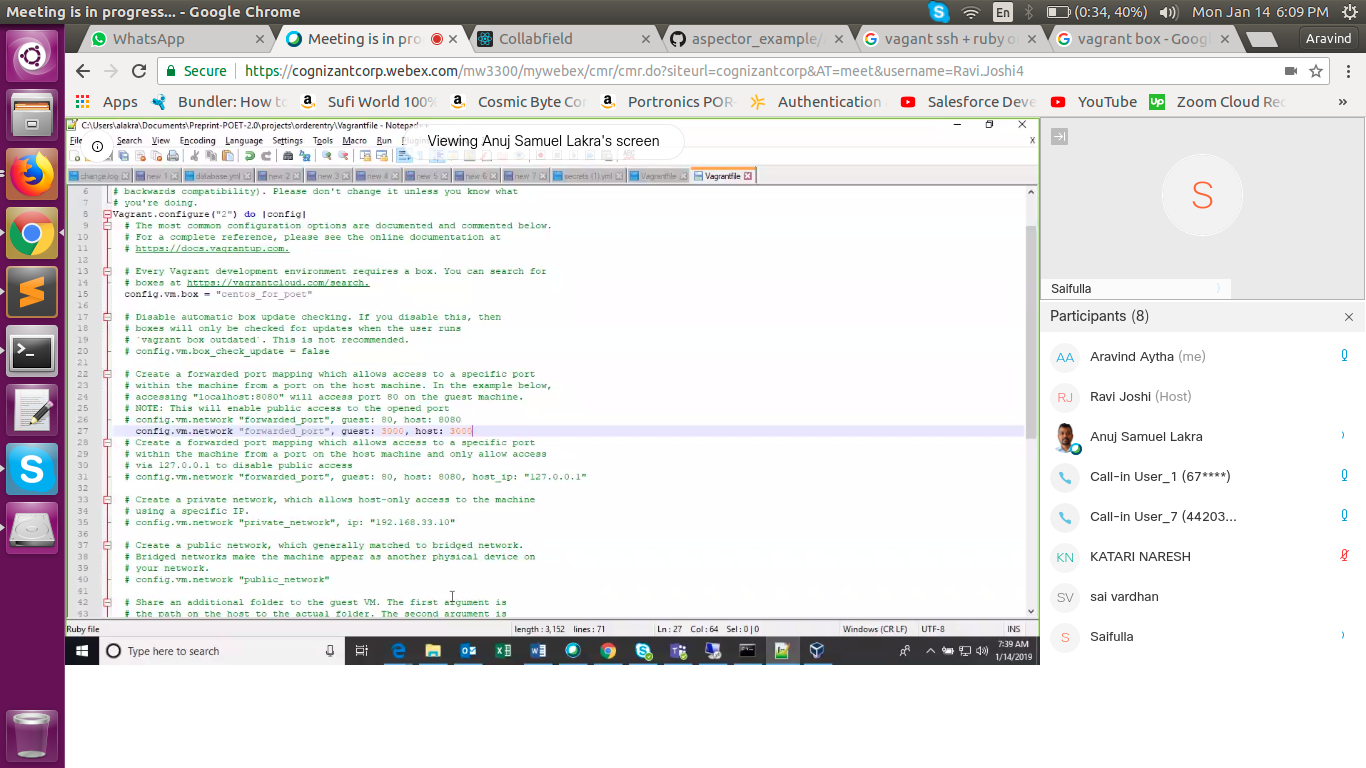 Meeting is in progress... - Google Chrome
En
(0:34, 40%)
Mon Jan 14 6:09 PM
WhatsApp
Meeting is in pro
Collabfield
aspector_example/
vagant ssh + ruby o
vagrant box - Goog
Aravind
Secure
https://cognizantcorp.webex.com/mw3300/mywebex/cmr/cmr.do?siteurl=cognizantcorp&AT=meet&username=Ravi.Joshi4
Apps
Bundler: How to
Sufi World 100%
Cosmic Byte Co
Portronics POR
Authentication
Salesforce Deve
YouTube
Up
Zoom Cloud Rec
»
C:\Users\alakra\Documents\Preprint-POET-2.0\projects\orderentry\Vagrantfile - Notepad
Search View Encoding Language Settings Tools Macro Run
Viewing Anuj Samuel Lakra's screen
X
change.log
new 1
database.yml
new 2
new 3
new 4
new 5
new 6
new 7
secrets (1).yml
Vagrantfile
Vagrantfile
6 # backwards compatibility). Please don't change it unless you know what
7 # you're doing.
8 Vagrant.configure("2") do |config|
9 # The most common configuration options are documented and commented below.
10 # For a complete reference, please see the online documentation at
11 # https://docs.vagrantup.com.
12
13 # Every Vagrant development environment requires a box. You can search for
14 # boxes at https://vagrantcloud.com/search.
15 config.vm.box = "centos_for_poet"
16
17 # Disable automatic box update checking. If you disable this, then
18 # boxes will only be checked for updates when the user runs
19 # `vagrant box outdated`. This is not recommended.
20 # config.vm.box_check_update = false
21
22 # Create a forwarded port mapping which allows access to a specific port
23 # within the machine from a port on the host machine. In the example below,
24 # accessing "localhost:8080" will access port 80 on the guest machine.
25 # NOTE: This will enable public access to the opened port
26 # config.vm.network "forwarded_port", guest: 80, host: 8080
27 config.vm.network "forwarded_port", guest: 3000, host: 3000
28 # Create a forwarded port mapping which allows access to a specific port
29 # within the machine from a port on the host machine and only allow access
30 # via 127.0.0.1 to disable public access
31 # config.vm.network "forwarded_port", guest: 80, host: 8080, host_ip: "127.0.0.1"
32
33 # Create a private network, which allows host-only access to the machine
34 # using a specific IP.
35 # config.vm.network "private_network", ip: "192.168.33.10"
36
37 # Create a public network, which generally matched to bridged network.
38 # Bridged networks make the machine appear as another physical device on
39 # your network.
40 # config.vm.network "public_network"
41
42 # Share an additional folder to the guest VM. The first argument is
43 # the path on the host to the actual folder. The second argument is
Ruby file
length : 3,152 lines : 71
Ln : 27 Col : 64 Sel : 0 | 0
Windows (CR LF)
UTF-8
INS
Type here to search
7:39 AM
1/14/2019
S
Saifulla
Participants (8)
AA
Aravind Aytha (me)
RJ
Ravi Joshi (Host)
Anuj Samuel Lakra
Call-in User_1 (67****)
Call-in User_7 (44203...
KN
KATARI NARESH
SV
sai vardhan
S
Saifulla